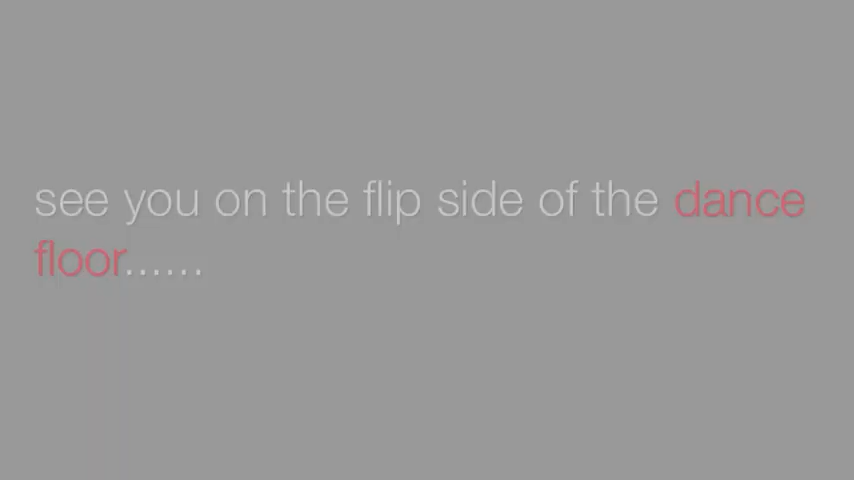 see you on the flip side of the dance
floor......